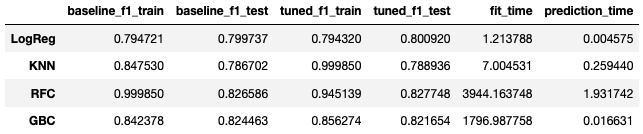 baseline_f1_train baseline_f1_test tuned_f1_train tuned_f1_test fit_time prediction_time
LogReg 0.794721 0.799737 0.794320 0.800920 1.213788 0.004575
KNN 0.847530 0.786702 0.999850 0.788936 7.004531 0.259440
RFC 0.999850 0.826586 0.945139 0.827748 3944.163748 1.931742
GBC 0.842378 0.824463 0.856274 0.821654 1796.987758 0.016631